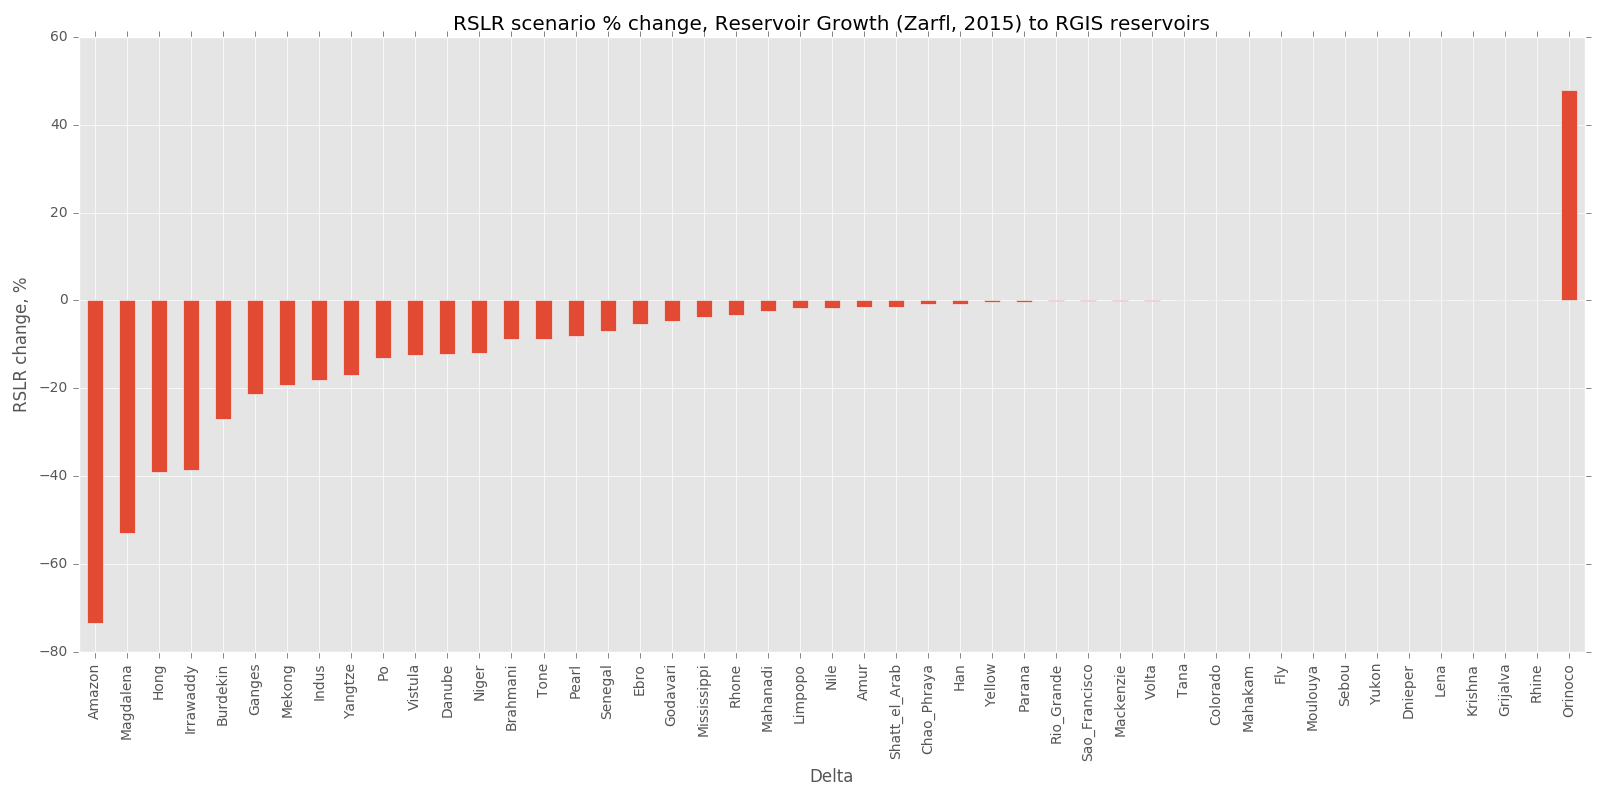 RSLR scenario % change, Reservoir Growth (Zarfl, 2015) to RGIS reservoirs
60
40
20
0
−20
−40
−60
−80
RSLR change, %
Amazon
Magdalena
Hong
Irrawaddy
Burdekin
Ganges
Mekong
Indus
Yangtze
Po
Vistula
Danube
Niger
Brahmani
Tone
Pearl
Senegal
Ebro
Godavari
Mississippi
Rhone
Mahanadi
Limpopo
Nile
Amur
Shatt_el_Arab
Chao_Phraya
Han
Yellow
Parana
Rio_Grande
Sao_Francisco
Mackenzie
Volta
Tana
Colorado
Mahakam
Fly
Moulouya
Sebou
Yukon
Dnieper
Lena
Krishna
Grijalva
Rhine
Orinoco
Delta